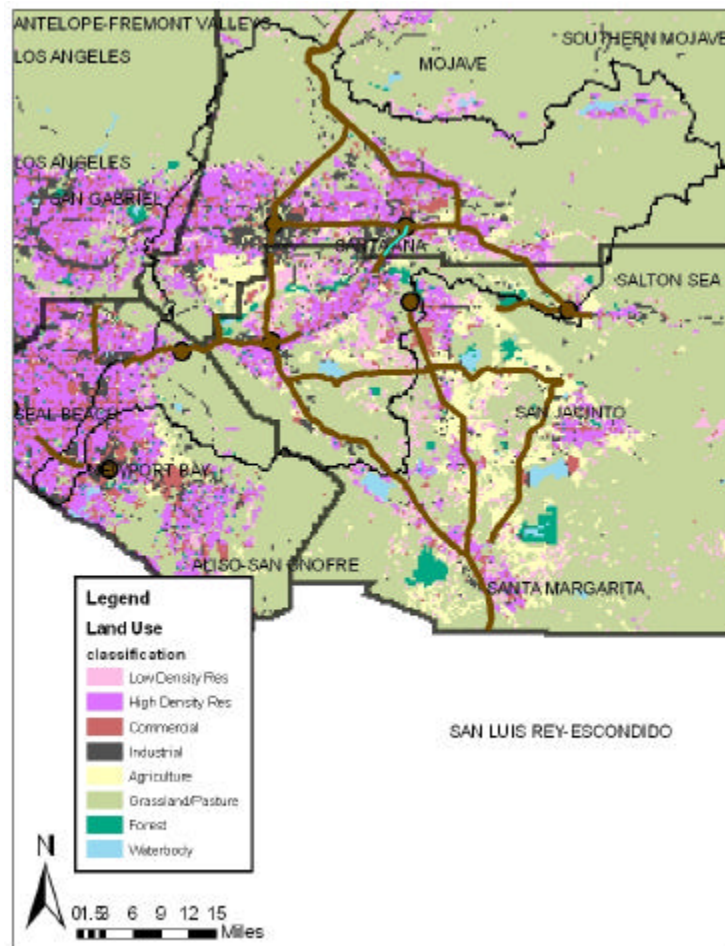 ANTELOPE-FREMONT VALLEYS
SOUTHERN MOJAVE
LOS ANGELES
MOJAVE
LOS ANGELES
SAN GABRIEL
SANTA ANA
SALTON SEA
SEAL BEACH
SAN JACINTO
NEWPORT BAY
ALISO-SAN ONOFRE
SANTA MARGARITA
Legend
Land Use
classification
Low Density Res
High Density Res
Commercial
Industrial
Agriculture
Grassland/Pasture
Forest
Waterbody
SAN LUIS REY-ESCONDIDO
N
01.53 6 9 12 15
Miles